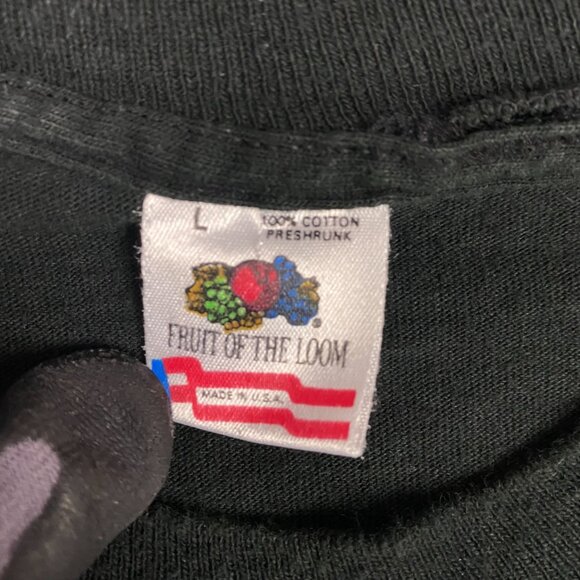 L
100% COTTON
PRESHRUNK
®
FRUIT OF THE LOOM
MADE IN U.S.A.